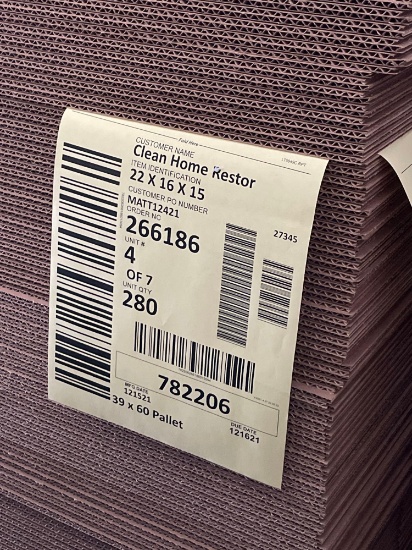 Fold Here
CUSTOMER NAME
Clean Home Restor
ITEM IDENTIFICATION
22 X 16 X 15
CUSTOMER PO NUMBER
MATT12421
ORDER NO
266186
27345
UNIT #
4
OF 7
UNIT QTY
280
782206
MFG DATE
121521
DUE DATE
121621
39 x 60 Pallet